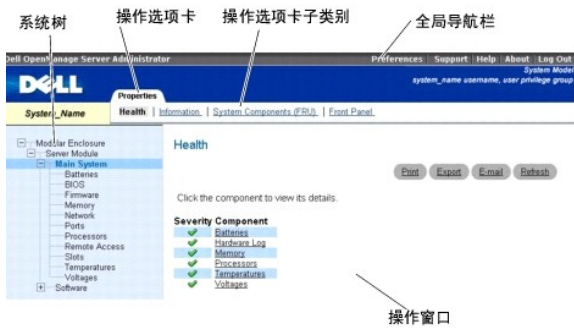 系统树 操作选项卡 操作选项卡子类别 全局导航栏
Dell OpenManage Server Administrator Preferences Support Help About Log Out
DELL
System Model
system_name username, user privilege group
Properties
System_Name
Health Information System Components (FRU) Front Panel
Modular Enclosure
Server Module
Main System
Batteries
BIOS
Firmware
Memory
Network
Ports
Processors
Remote Access
Slots
Temperatures
Voltages
Software
Health
Print Export E-mail Refresh
Click the component to view its details.
Severity Component
Batteries
Hardware Log
Memory
Processors
Temperatures
Voltages
操作窗口